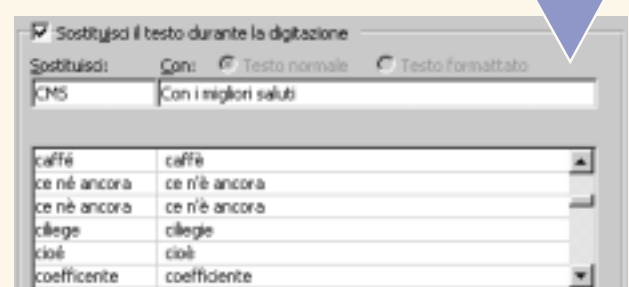 Sostituisci il testo durante la digitazione
Sostituisci: Con: Testo normale Testo formattato
CMS Con i migliori saluti
caffé caffè
ce né ancora ce n'è ancora
ce nè ancora ce n'è ancora
ciliege ciliegie
cioé cioè
coefficente coefficiente